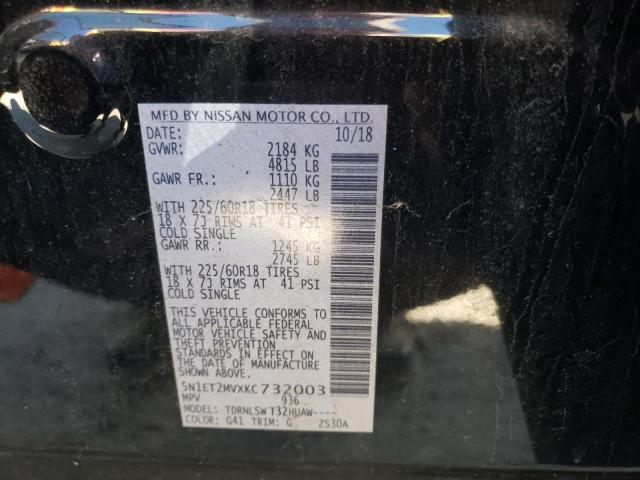 MFD BY NISSAN MOTOR CO., LTD.
DATE: 10/18
GVWR: 2184 KG
4815 LB
GAWR FR.: 1110 KG
2447 LB
WITH 225/60R18 TIRES
18 X 7J RIMS AT 41 PSI
COLD SINGLE
GAWR RR.: 1245 KG
2745 LB
WITH 225/60R18 TIRES
18 X 7J RIMS AT 41 PSI
COLD SINGLE
THIS VEHICLE CONFORMS TO
ALL APPLICABLE FEDERAL
MOTOR VEHICLE SAFETY AND
THEFT PREVENTION
STANDARDS IN EFFECT ON
THE DATE OF MANUFACTURE
SHOWN ABOVE.
5N1ET2MVXKC732003
MPV 936
MODEL: TDRNLSW T32HUAW----
COLOR: G41 TRIM: G ZS30A